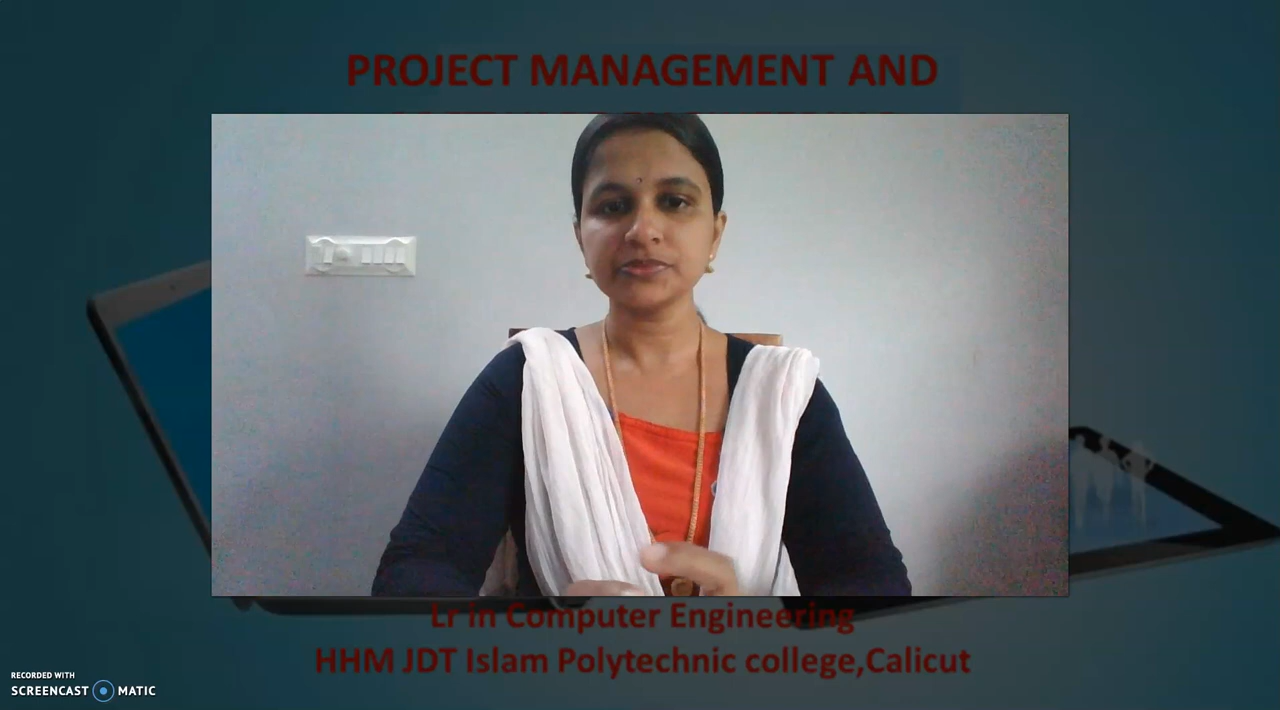 PROJECT MANAGEMENT AND
Lr in Computer Engineering
HHM JDT Islam Polytechnic college,Calicut
RECORDED WITH
SCREENCAST MATIC